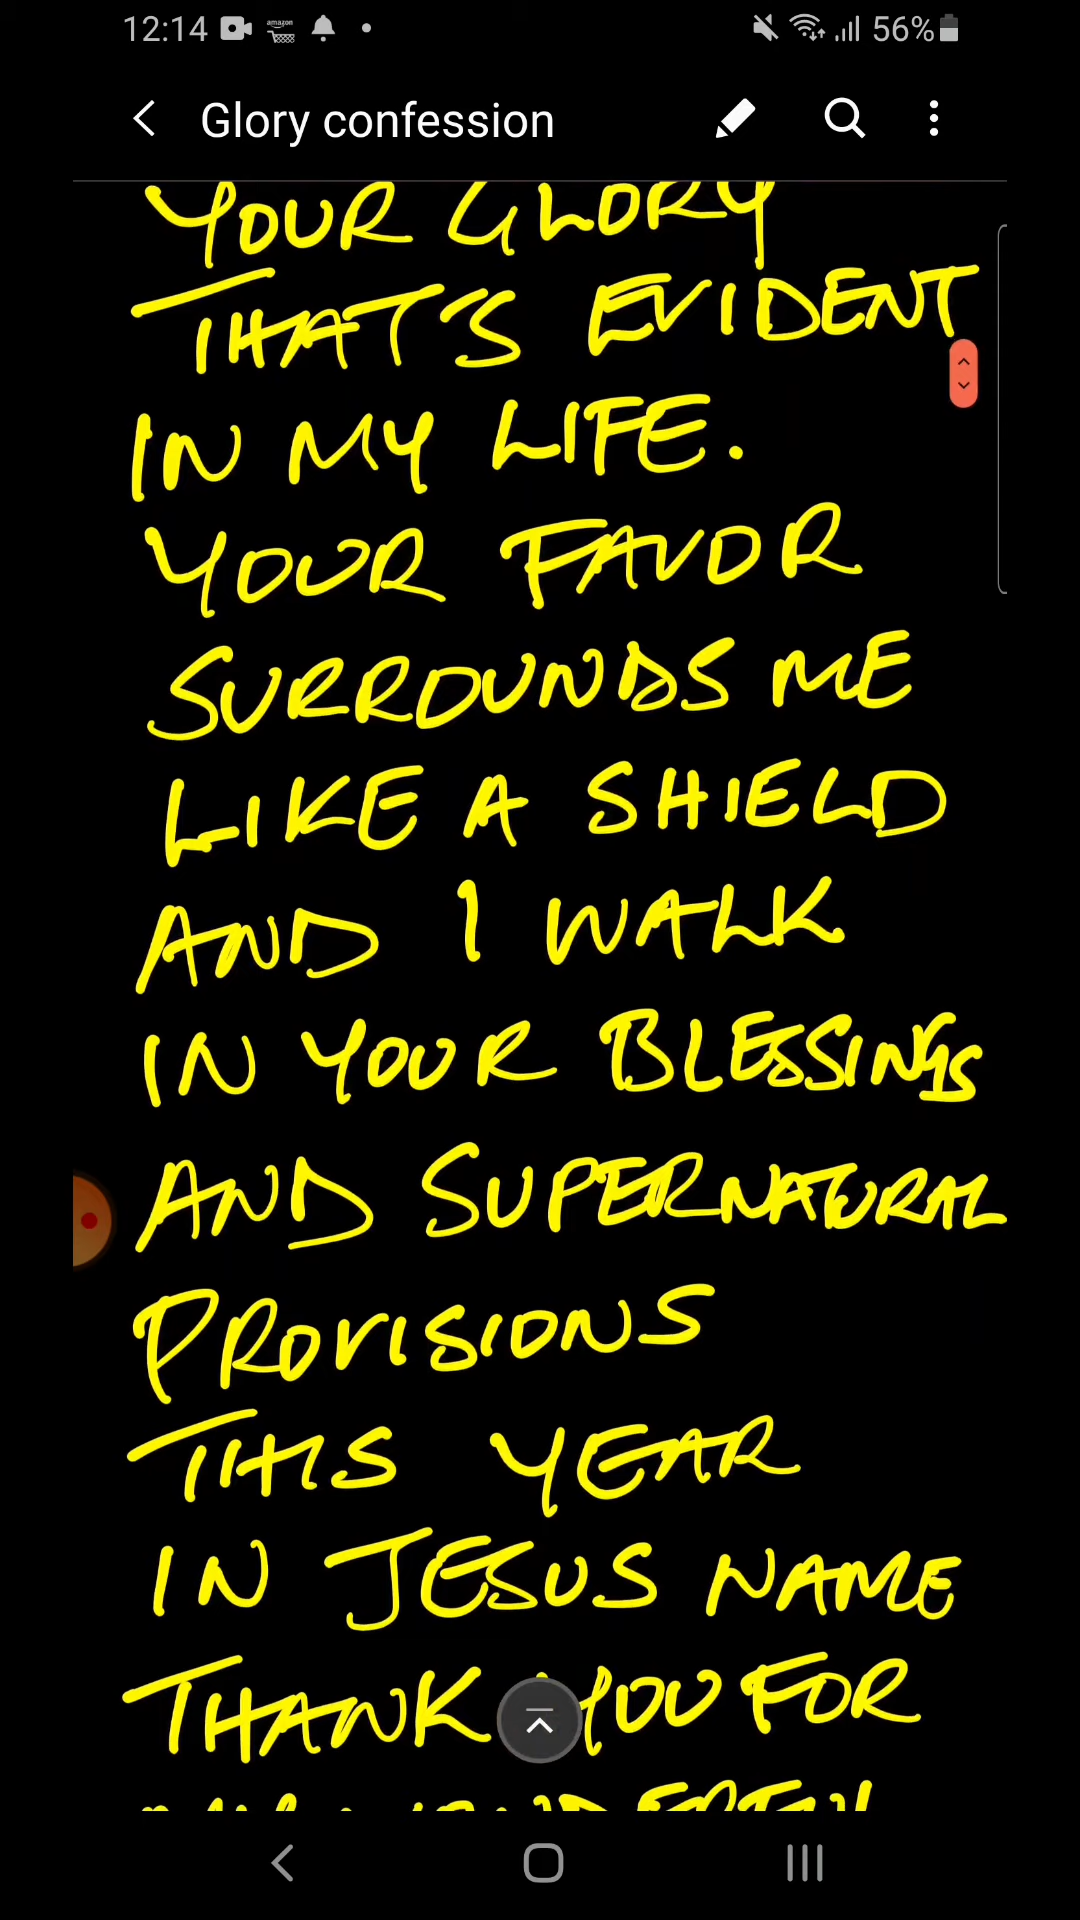 12:14 amazon 56%
Glory confession
YOUR GLORY
THAT'S EVIDENT
IN MY LIFE.
YOUR FAVOR
SURROUNDS ME
LIKE A SHIELD
AND I WALK
IN YOUR BLESSINGS
AND SUPERNATURAL
PROVISIONS
THIS YEAR
IN JESUS NAME
THANK YOU FOR